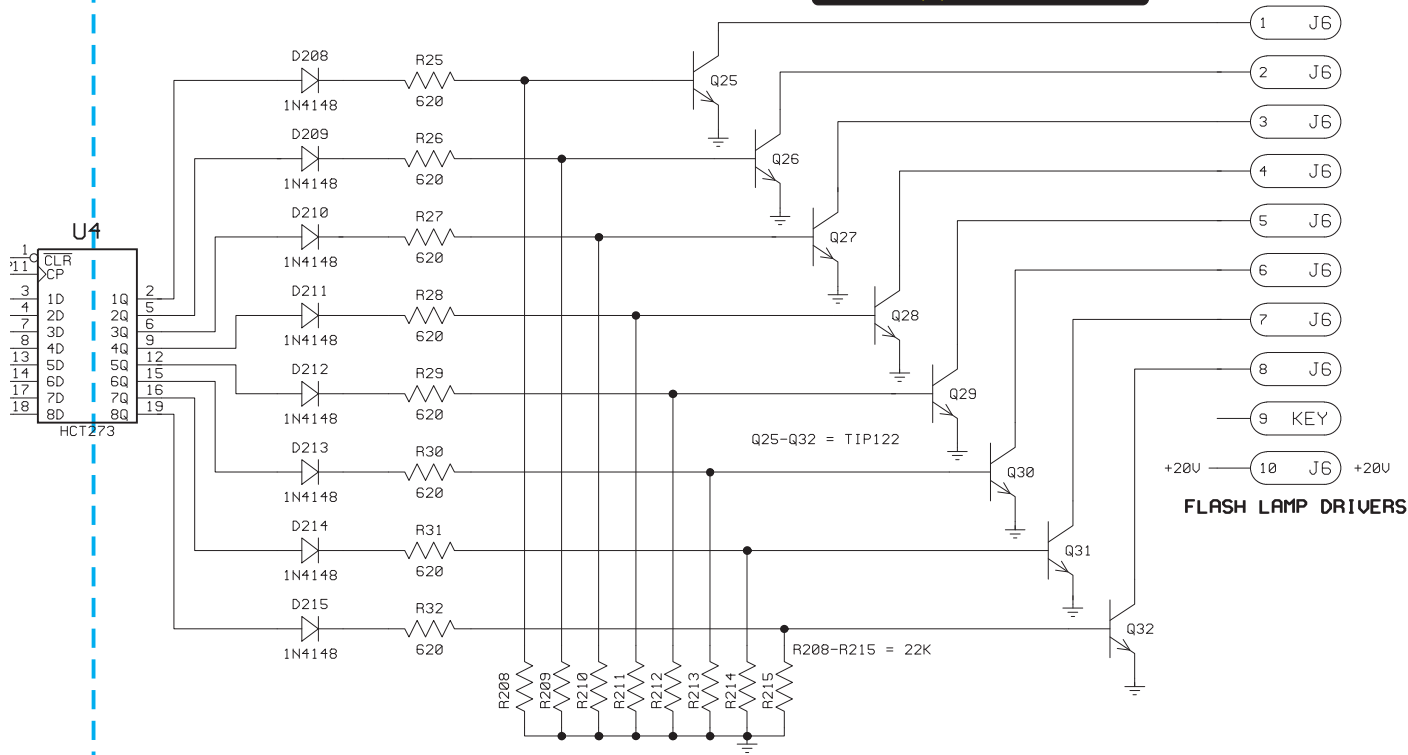 1 J6
D208
R25
Q25
2 J6
1N4148
620
3 J6
D209
R26
Q26
1N4148
620
4 J6
D210
R27
5 J6
U4
Q27
1 CLR
1N4148
620
11 CP
6 J6
D211
R28
3 1D 1Q 2
4 2D 2Q 5
Q28
7 J6
7 3D 3Q 6
1N4148
620
8 4D 4Q 9
13 5D 5Q 12
D212
R29
8 J6
14 6D 6Q 15
17 7D 7Q 16
Q29
18 8D 8Q 19
1N4148
620
9 KEY
HCT273
Q25-Q32 = TIP122
D213
R30
Q30
+20V 10 J6 +20V
1N4148
620
FLASH LAMP DRIVERS
D214
R31
Q31
1N4148
620
D215
R32
Q32
1N4148
620
R208-R215 = 22K
R208
R209
R210
R211
R212
R213
R214
R215